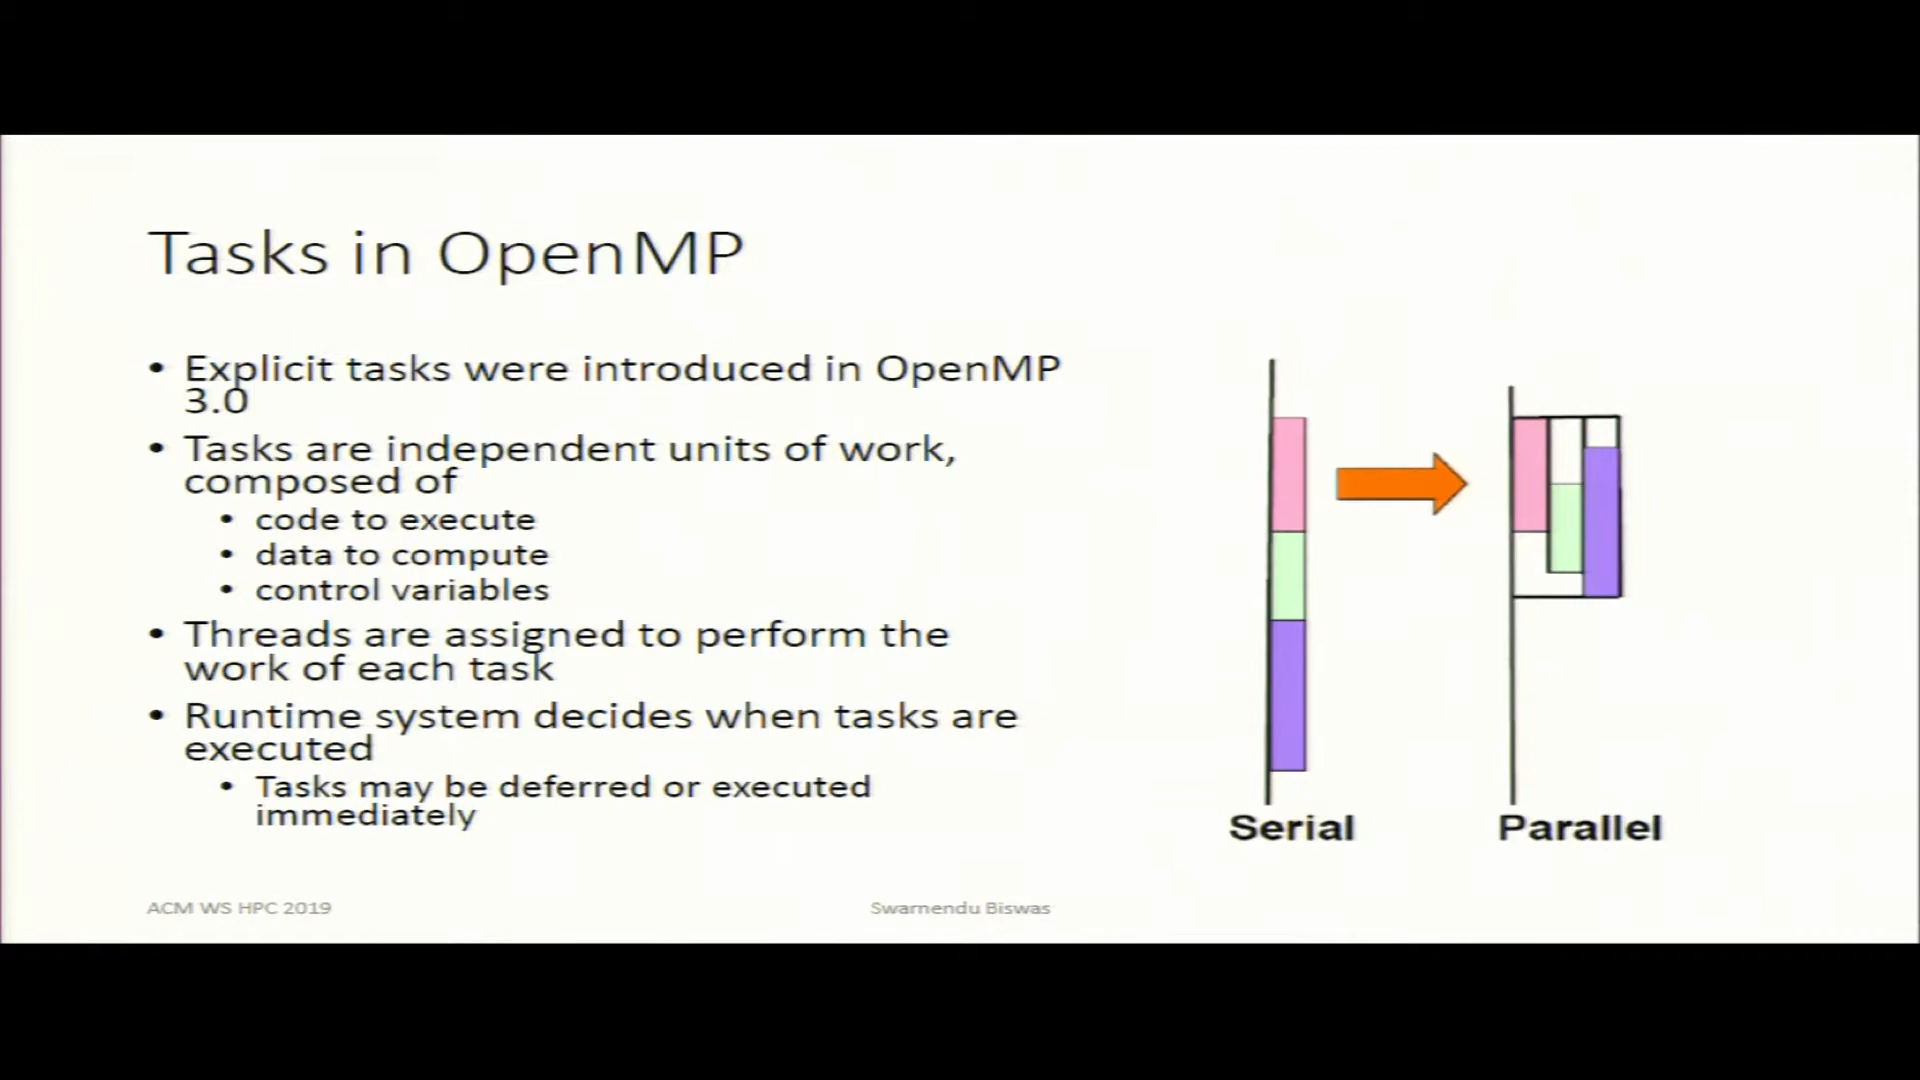 Tasks in OpenMP
• Explicit tasks were introduced in OpenMP
3.0
• Tasks are independent units of work,
composed of
• code to execute
• data to compute
• control variables
• Threads are assigned to perform the
work of each task
• Runtime system decides when tasks are
executed
• Tasks may be deferred or executed
immediately
Serial
Parallel
ACM WS HPC 2019
Swarnendu Biswas